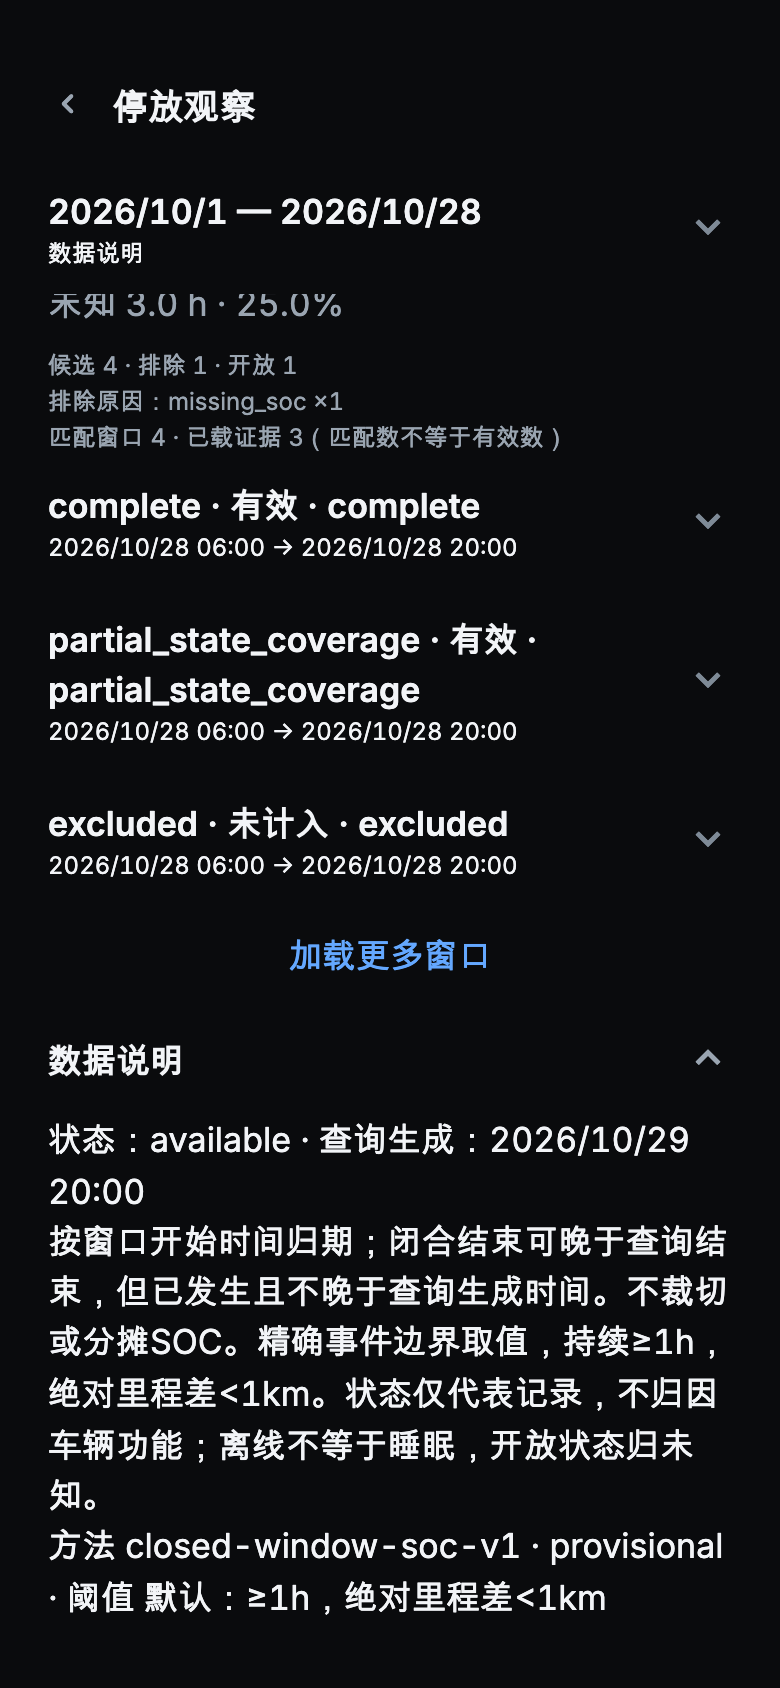 停放观察
2026/10/1 — 2026/10/28
数据说明
未知 3.0 h · 25.0%
候选 4 · 排除 1 · 开放 1
排除原因：missing_soc ×1
匹配窗口 4 · 已载证据 3（匹配数不等于有效数）
complete · 有效 · complete
2026/10/28 06:00 → 2026/10/28 20:00
partial_state_coverage · 有效 ·
partial_state_coverage
2026/10/28 06:00 → 2026/10/28 20:00
excluded · 未计入 · excluded
2026/10/28 06:00 → 2026/10/28 20:00
加载更多窗口
数据说明
状态：available · 查询生成：2026/10/29
20:00
按窗口开始时间归期；闭合结束可晚于查询结
束，但已发生且不晚于查询生成时间。不裁切
或分摊SOC。精确事件边界取值，持续≥1h，
绝对里程差<1km。状态仅代表记录，不归因
车辆功能；离线不等于睡眠，开放状态归未
知。
方法 closed-window-soc-v1 · provisional
· 阈值 默认：≥1h，绝对里程差<1km